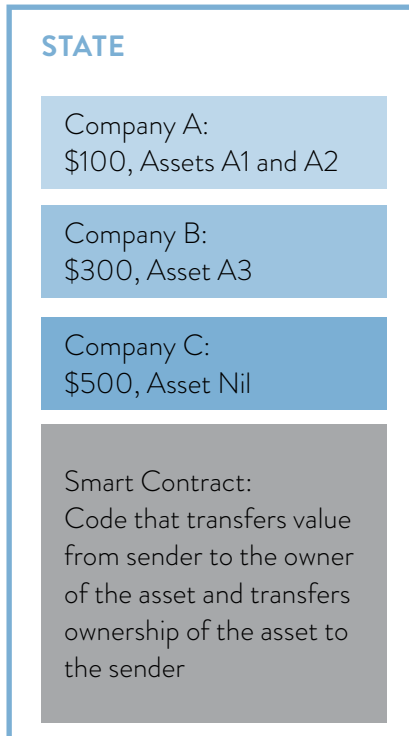 STATE
Company A:
$100, Assets A1 and A2
Company B:
$300, Asset A3
Company C:
$500, Asset Nil
Smart Contract:
Code that transfers value
from sender to the owner
of the asset and transfers
ownership of the asset to
the sender